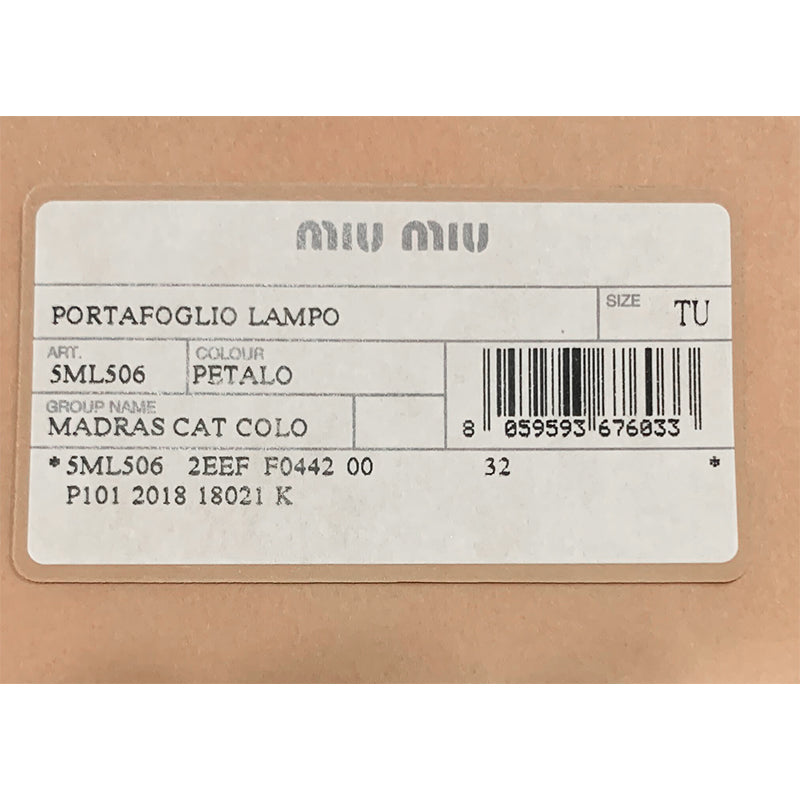 miu miu
PORTAFOGLIO LAMPO
SIZE TU
ART.
5ML506
COLOUR
PETALO
GROUP NAME
MADRAS CAT COLO
8 059593 676033
*5ML506 2EEF F0442 00 32 *
P101 2018 18021 K